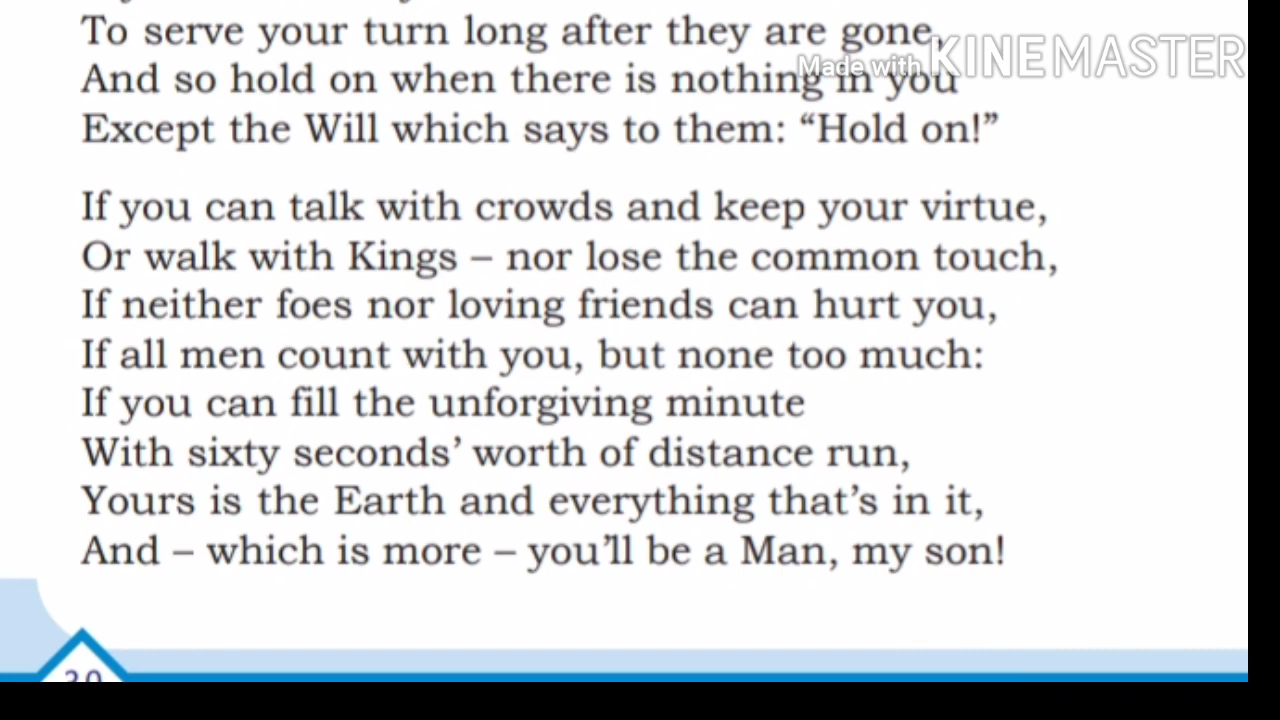 To serve your turn long after they are gone,
Made with KINEMASTER
And so hold on when there is nothing in you
Except the Will which says to them: “Hold on!”
If you can talk with crowds and keep your virtue,
Or walk with Kings – nor lose the common touch,
If neither foes nor loving friends can hurt you,
If all men count with you, but none too much:
If you can fill the unforgiving minute
With sixty seconds’ worth of distance run,
Yours is the Earth and everything that’s in it,
And – which is more – you’ll be a Man, my son!